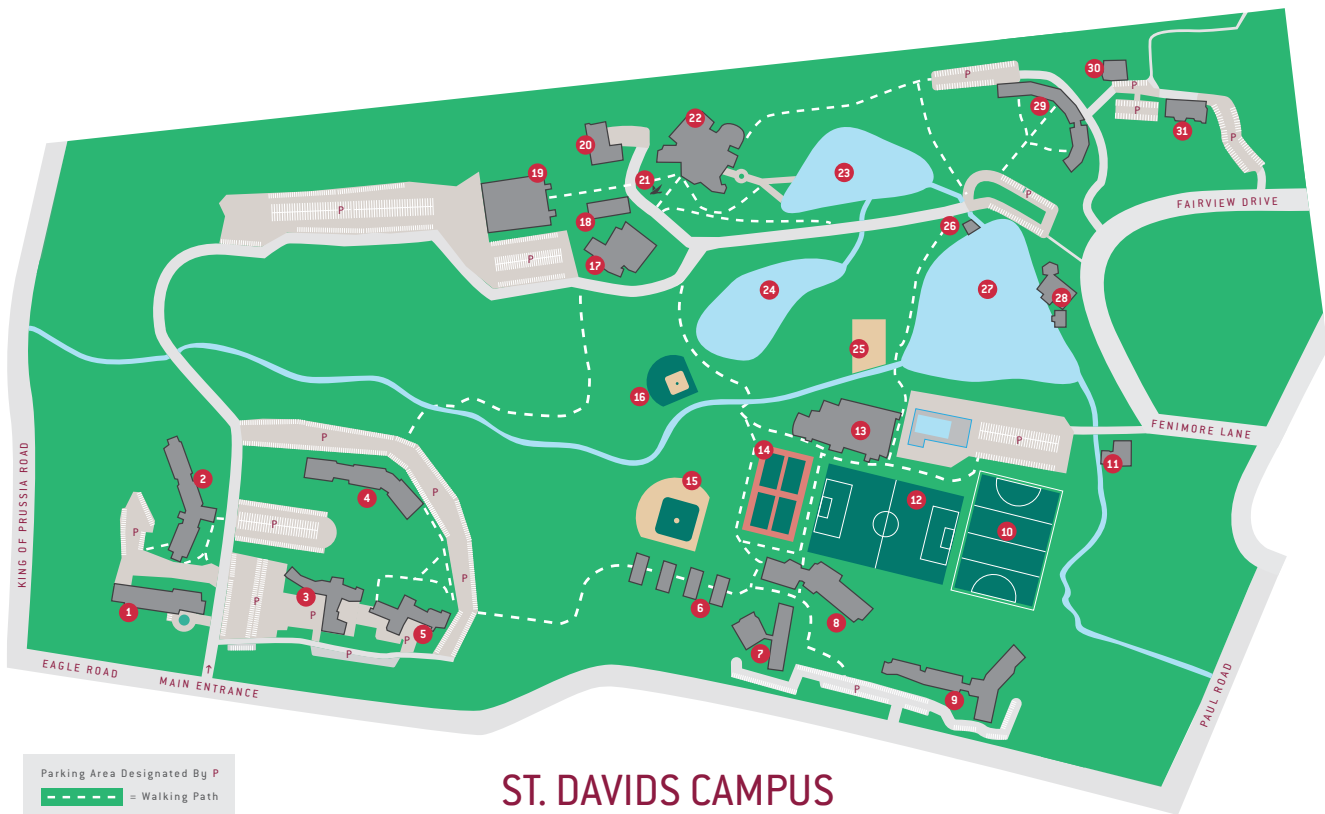 30
P
P
29
P
31
22
P
20
19
23
21
P
FAIRVIEW DRIVE
P
18
26
17
P
24
27
28
25
16
FENIMORE LANE
13
P
P
14
11
KING OF PRUSSIA ROAD
2
15
4
P
12
P
10
P
P
P
3
P
1
P
5
P
P
6
8
7
EAGLE ROAD
↑
MAIN ENTRANCE
P
9
PAUL ROAD
Parking Area Designated By P
= Walking Path
ST. DAVIDS CAMPUS